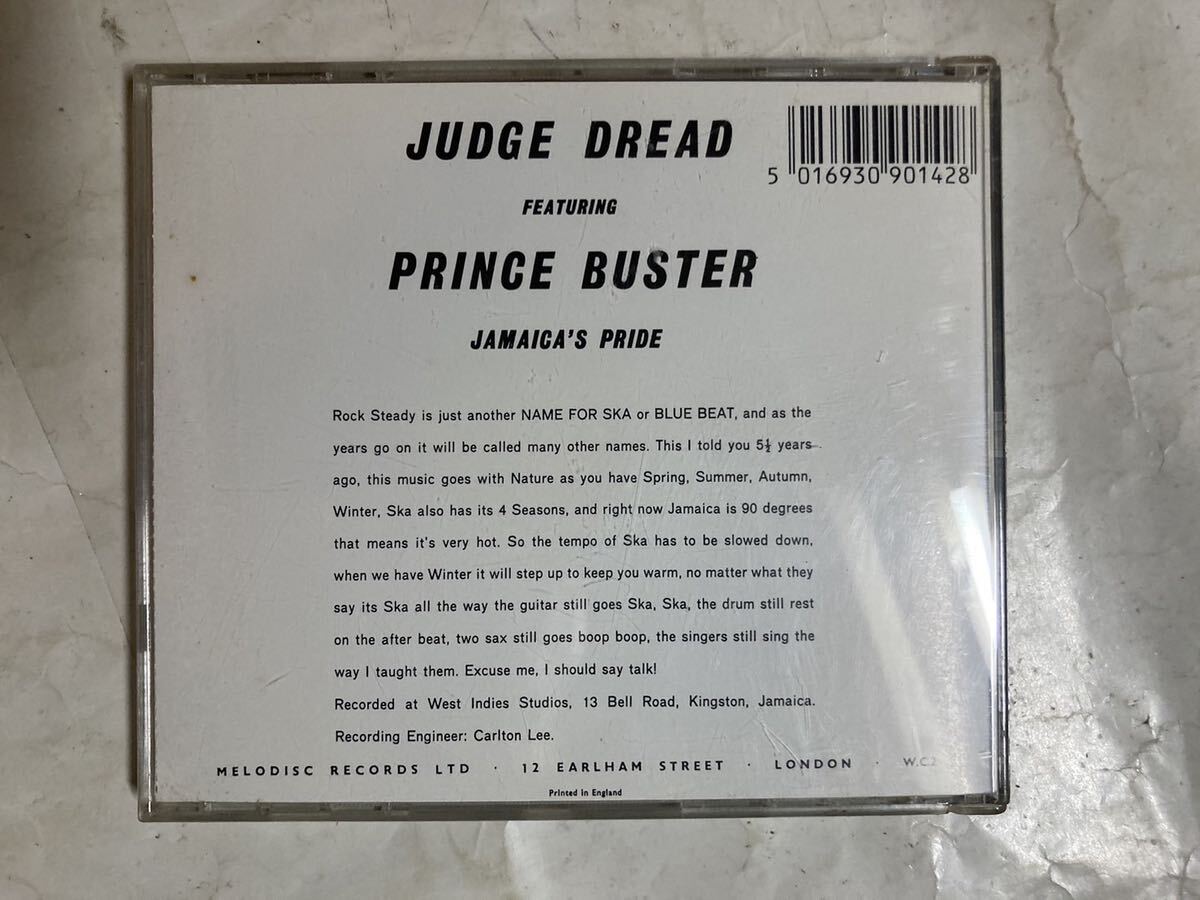 JUDGE DREAD
5 016930 901428
FEATURING
PRINCE BUSTER
JAMAICA'S PRIDE
Rock Steady is just another NAME FOR SKA or BLUE BEAT, and as the
years go on it will be called many other names. This I told you 5½ years
ago, this music goes with Nature as you have Spring, Summer, Autumn,
Winter, Ska also has its 4 Seasons, and right now Jamaica is 90 degrees
that means it's very hot. So the tempo of Ska has to be slowed down,
when we have Winter it will step up to keep you warm, no matter what they
say its Ska all the way the guitar still goes Ska, Ska, the drum still rest
on the after beat, two sax still goes boop boop, the singers still sing the
way I taught them. Excuse me, I should say talk!
Recorded at West Indies Studios, 13 Bell Road, Kingston, Jamaica.
Recording Engineer: Carlton Lee.
MELODISC RECORDS LTD · 12 EARLHAM STREET · LONDON · W.C2
Printed in England